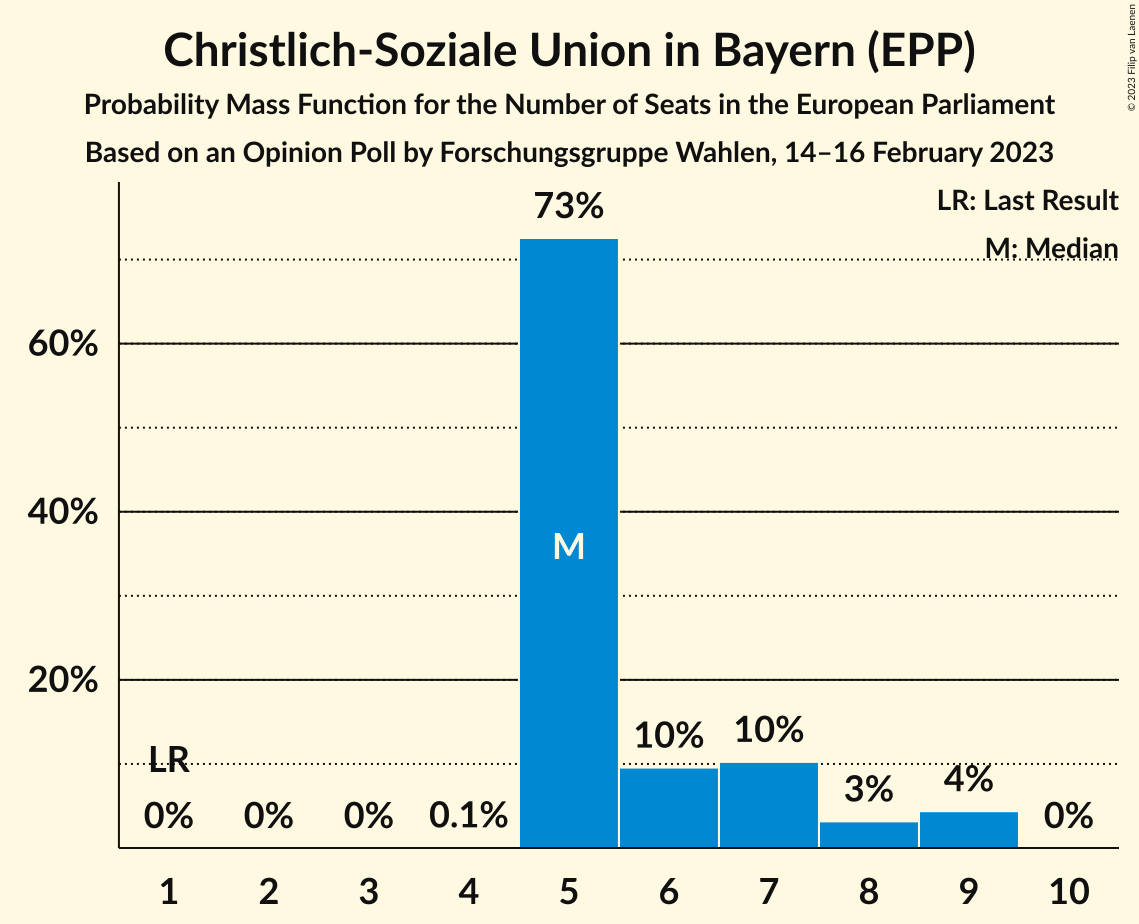 Christlich-Soziale Union in Bayern (EPP)
Probability Mass Function for the Number of Seats in the European Parliament
Based on an Opinion Poll by Forschungsgruppe Wahlen, 14–16 February 2023
© 2023 Filip van Laenen
LR: Last Result
M: Median
73%
60%
40%
M
20%
LR
0%
0%
0%
0.1%
10%
10%
3%
4%
0%
1 2 3 4 5 6 7 8 9 10